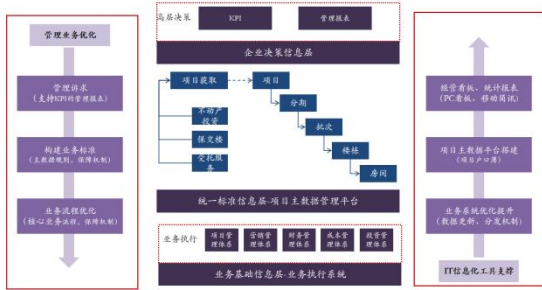 管理业务优化
管理诉求
(支持KPI的管理报表)
构建业务标准
(主数据规则、保障机制)
业务流程优化
(核心业务流程、保障机制)
高层决策
KPI
管理报表
企业决策信息层
项目获取
项目
分期
批次
楼栋
房间
不动产
投资
保交楼
受托服
务
统一标准信息层-项目主数据管理平台
业务执行
项目管
理体系
营销管
理体系
财务管
理体系
成本管
理体系
投资管
理体系
业务基础信息层-业务执行系统
经营看板、统计报表
(PC看板、移动简讯)
项目主数据平台搭建
(项目户口簿)
业务系统优化提升
(数据更新、分发机制)
IT信息化工具支撑